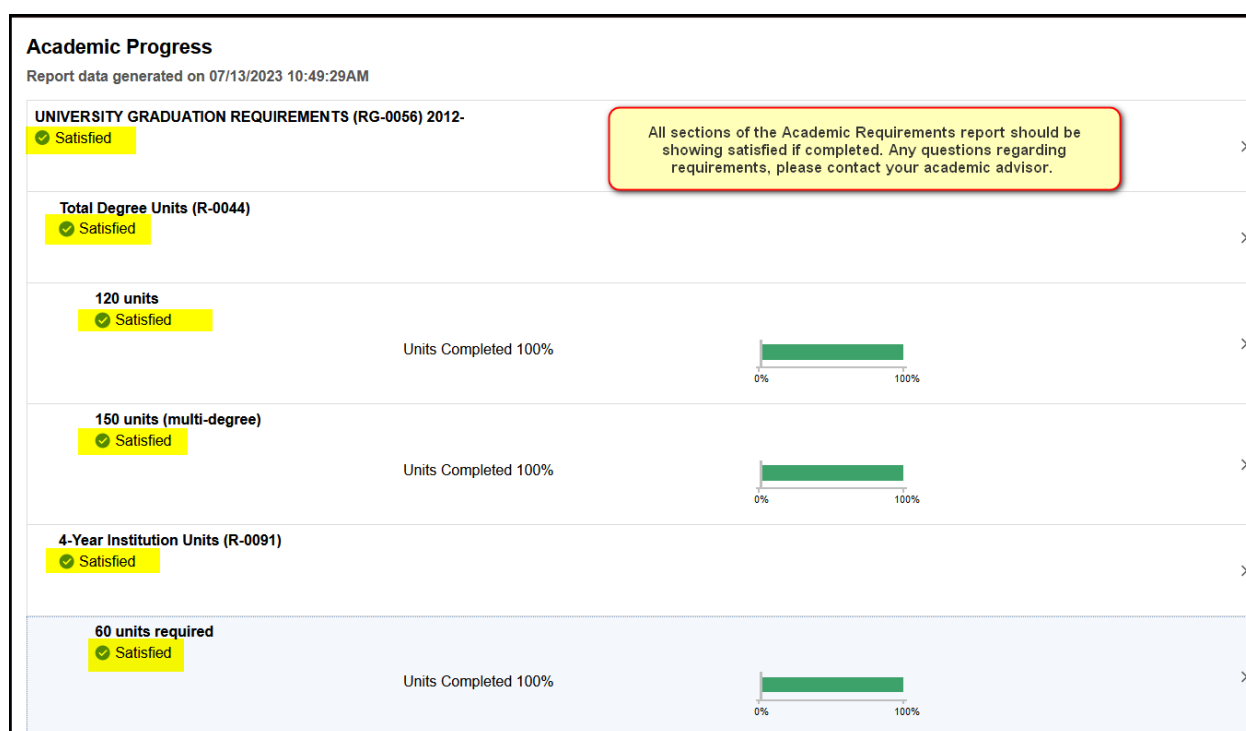 Academic Progress
Report data generated on 07/13/2023 10:49:29AM
UNIVERSITY GRADUATION REQUIREMENTS (RG-0056) 2012-
Satisfied
All sections of the Academic Requirements report should be
showing satisfied if completed. Any questions regarding
requirements, please contact your academic advisor.
Total Degree Units (R-0044)
Satisfied
120 units
Satisfied
Units Completed 100%
0% 100%
150 units (multi-degree)
Satisfied
Units Completed 100%
0% 100%
4-Year Institution Units (R-0091)
Satisfied
60 units required
Satisfied
Units Completed 100%
0% 100%